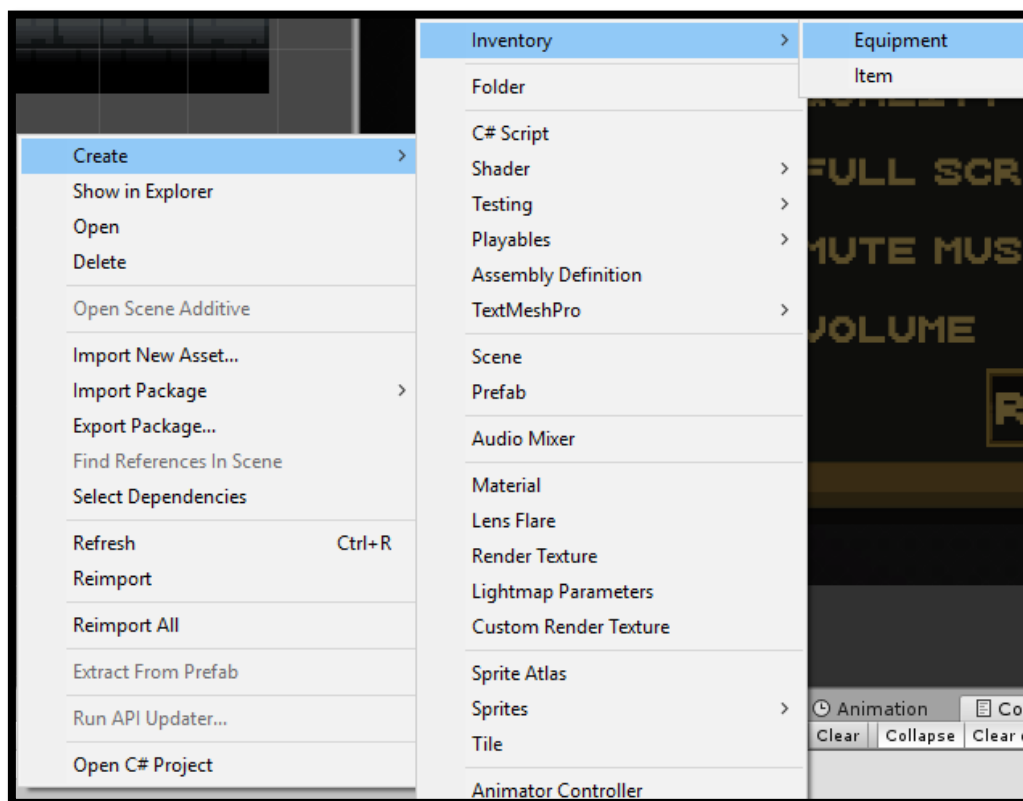 Create
Show in Explorer
Open
Delete
Open Scene Additive
Import New Asset...
Import Package
Export Package...
Find References In Scene
Select Dependencies
Refresh Ctrl+R
Reimport
Reimport All
Extract From Prefab
Run API Updater...
Open C# Project
Inventory
Folder
C# Script
Shader
Testing
Playables
Assembly Definition
TextMeshPro
Scene
Prefab
Audio Mixer
Material
Lens Flare
Render Texture
Lightmap Parameters
Custom Render Texture
Sprite Atlas
Sprites
Tile
Animator Controller
Equipment
Item
FULL SCR
MUTE MUS
VOLUME
R
Animation Co
Clear Collapse Clear